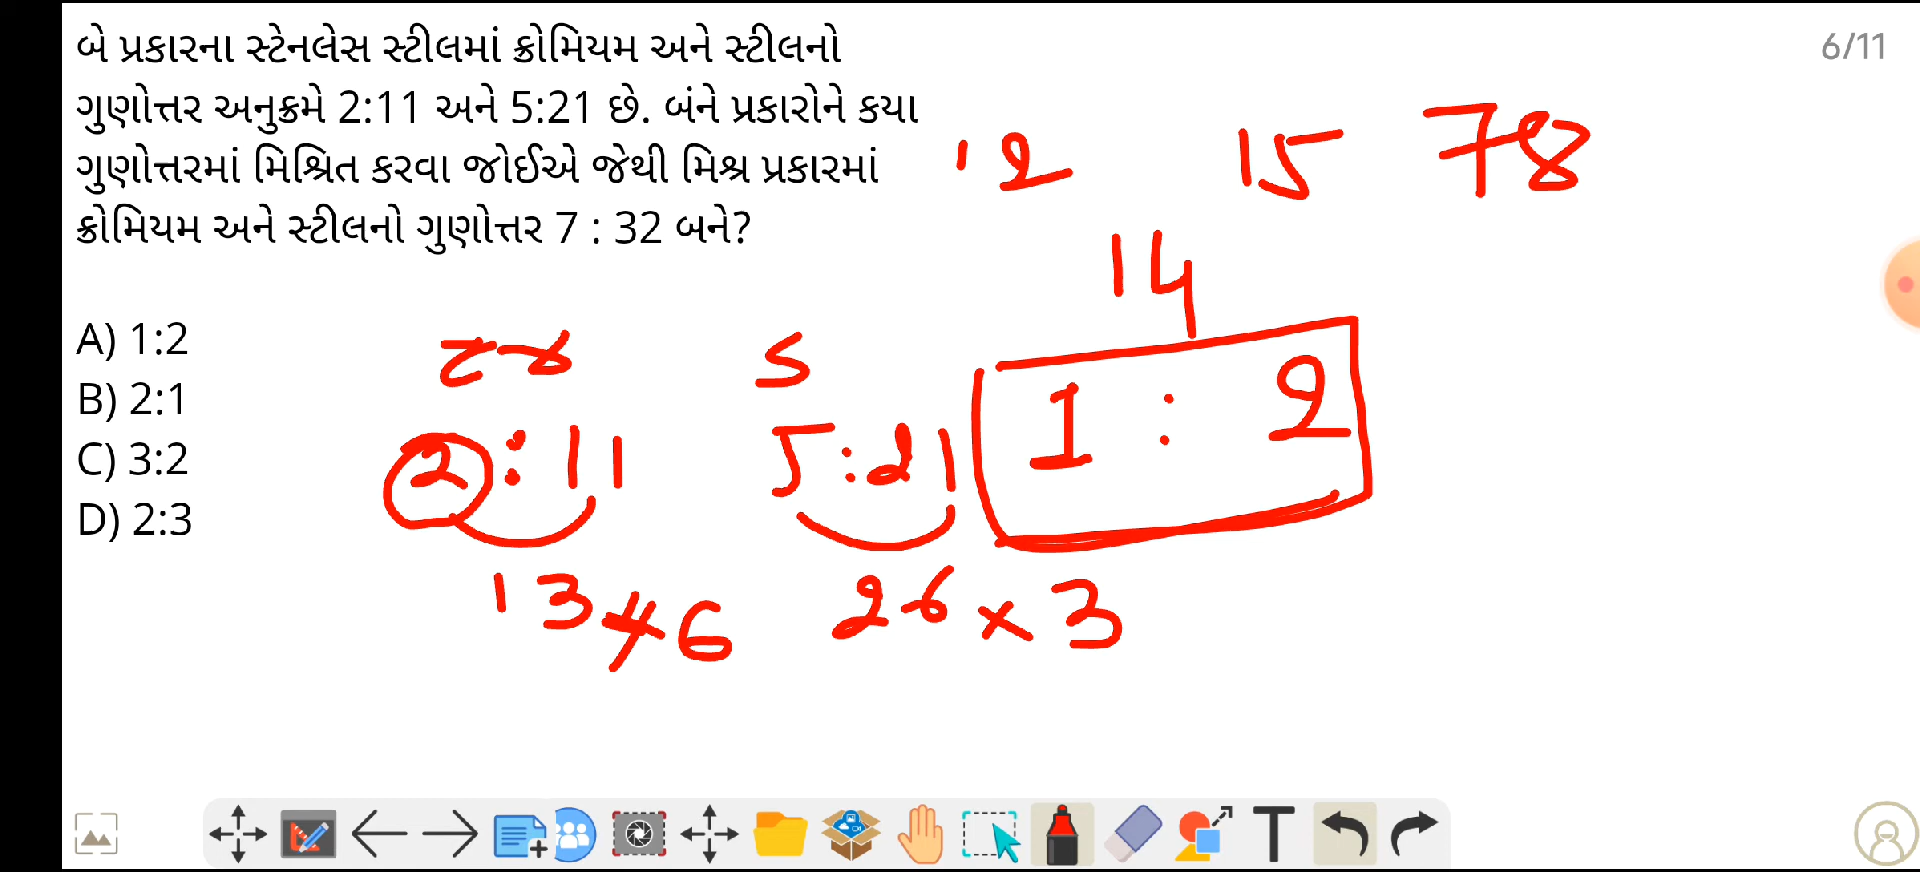 બે પ્રકારના સ્ટેનલેસ સ્ટીલમાં ક્રોમિયમ અને સ્ટીલનો
ગુણોત્તર અનુક્રમે 2:11 અને 5:21 છે. બંને પ્રકારોને કયા
ગુણોત્તરમાં મિશ્રિત કરવા જોઈએ જેથી મિશ્ર પ્રકારમાં
ક્રોમિયમ અને સ્ટીલનો ગુણોત્તર 7 : 32 બને?
6/11
12 15 78
14
A) 1:2
B) 2:1
C) 3:2
D) 2:3
2:11 5:21 1 : 2
13×6 26×3
T